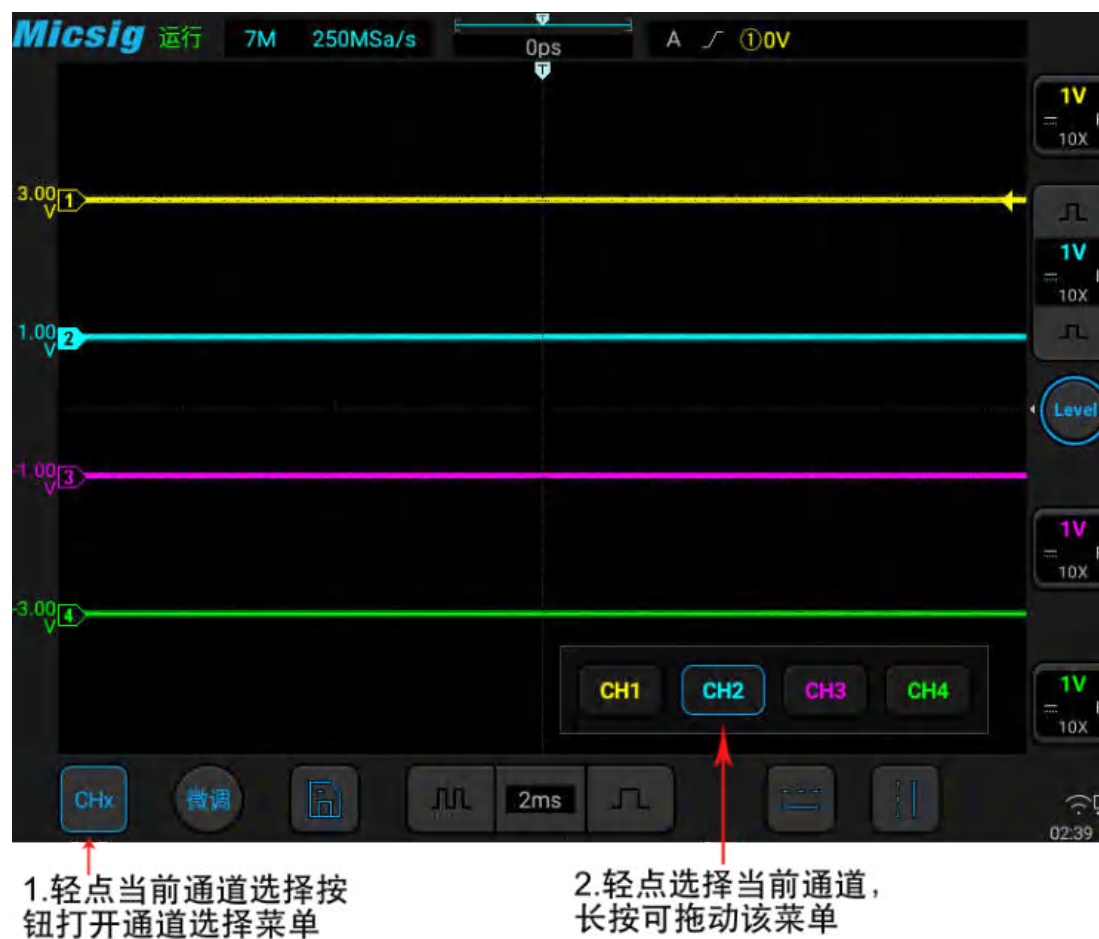 Micsig 运行 7M 250MSa/s T 0ps A ①0V
T
1V
10X
3.00
V
1
1V
10X
1.00
V
2
Level
-1.00
V
3
1V
10X
-3.00
V
4
CH1 CH2 CH3 CH4
1V
10X
CHx 微调 2ms
02:39
1.轻点当前通道选择按
钮打开通道选择菜单
2.轻点选择当前通道，
长按可拖动该菜单